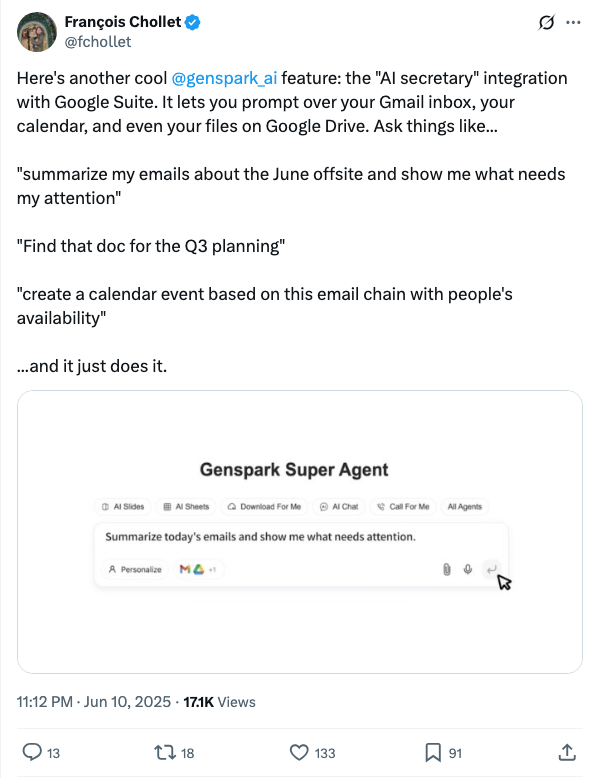 François Chollet
@fchollet
Here's another cool @genspark_ai feature: the "AI secretary" integration
with Google Suite. It lets you prompt over your Gmail inbox, your
calendar, and even your files on Google Drive. Ask things like...
"summarize my emails about the June offsite and show me what needs
my attention"
"Find that doc for the Q3 planning"
"create a calendar event based on this email chain with people's
availability"
...and it just does it.
Genspark Super Agent
AI Slides AI Sheets Download For Me AI Chat Call For Me All Agents
Summarize today's emails and show me what needs attention.
Personalize +1
11:12 PM · Jun 10, 2025 · 17.1K Views
13 18 133 91